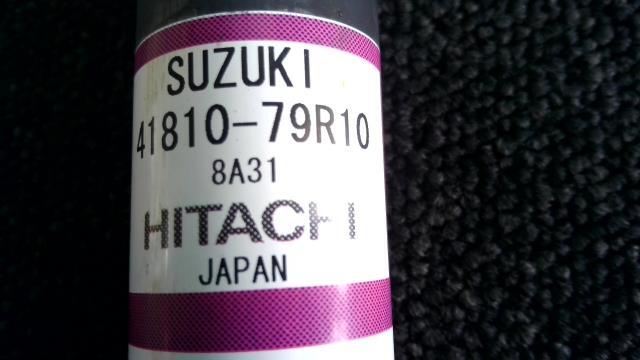 SUZUKI
41810-79R10
8A31
HITACHI
JAPAN